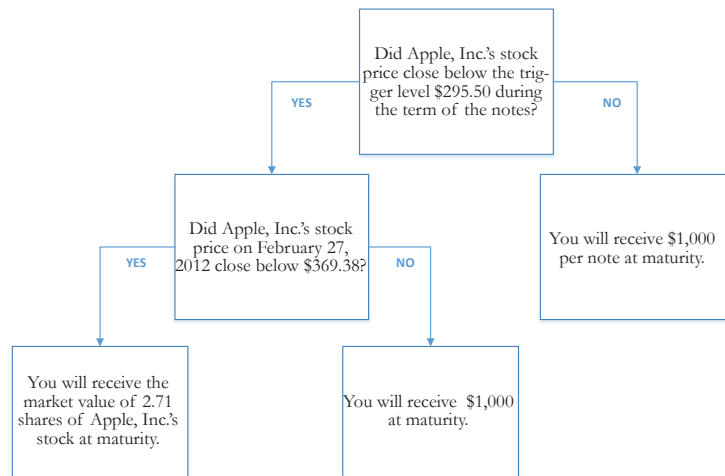 Did Apple, Inc.'s stock
price close below the trig-
ger level $295.50 during
the term of the notes?
YES
NO
Did Apple, Inc.'s stock
price on February 27,
2012 close below $369.38?
You will receive $1,000
per note at maturity.
YES
NO
You will receive the
market value of 2.71
shares of Apple, Inc.'s
stock at maturity.
You will receive $1,000
at maturity.